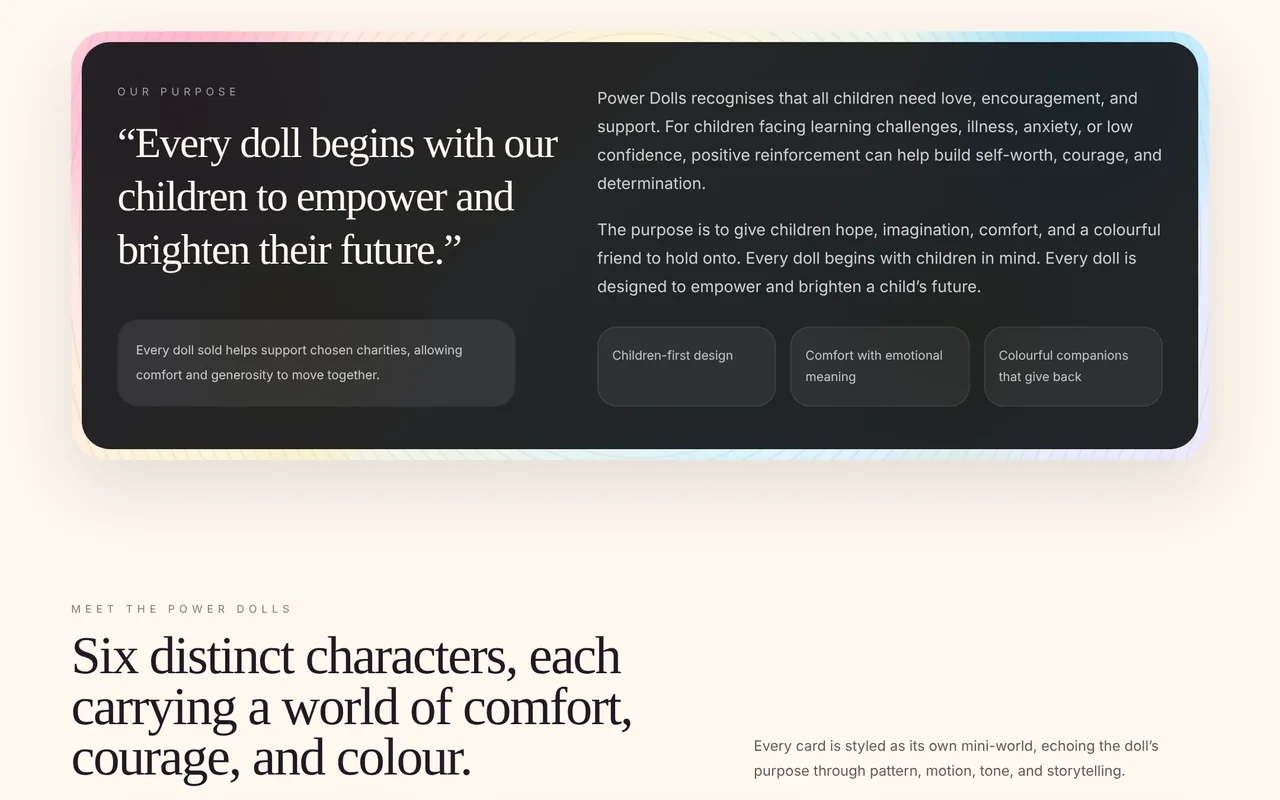 OUR PURPOSE
“Every doll begins with our
children to empower and
brighten their future.”
Every doll sold helps support chosen charities, allowing
comfort and generosity to move together.
Power Dolls recognises that all children need love, encouragement, and
support. For children facing learning challenges, illness, anxiety, or low
confidence, positive reinforcement can help build self-worth, courage, and
determination.
The purpose is to give children hope, imagination, comfort, and a colourful
friend to hold onto. Every doll begins with children in mind. Every doll is
designed to empower and brighten a child’s future.
Children-first design
Comfort with emotional
meaning
Colourful companions
that give back
MEET THE POWER DOLLS
Six distinct characters, each
carrying a world of comfort,
courage, and colour.
Every card is styled as its own mini-world, echoing the doll’s
purpose through pattern, motion, tone, and storytelling.